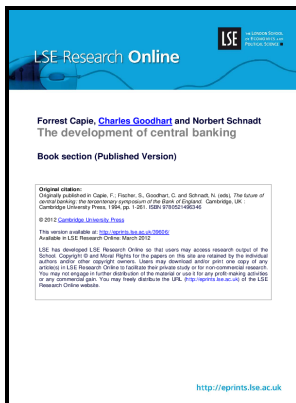 LSE
THE LONDON SCHOOL
OF ECONOMICS AND
POLITICAL SCIENCE
LSE Research Online
Forrest Capie, Charles Goodhart and Norbert Schnadt
The development of central banking
Book section (Published Version)
Original citation:
Originally published in Capie, F.; Fischer, S., Goodhart, C. and Schnadt, N. (eds), The future of
central banking: the tercentenary symposium of the Bank of England. Cambridge, UK :
Cambridge University Press, 1994, pp. 1-261. ISBN 9780521496346
© 2012 Cambridge University Press
This version available at: http://eprints.lse.ac.uk/39606/
Available in LSE Research Online: March 2012
LSE has developed LSE Research Online so that users may access research output of the
School. Copyright © and Moral Rights for the papers on this site are retained by the individual
authors and/or other copyright owners. Users may download and/or print one copy of any
article(s) in LSE Research Online to facilitate their private study or for non-commercial research.
You may not engage in further distribution of the material or use it for any profit-making activities
or any commercial gain. You may freely distribute the URL (http://eprints.lse.ac.uk) of the LSE
Research Online website.
http://eprints.lse.ac.uk